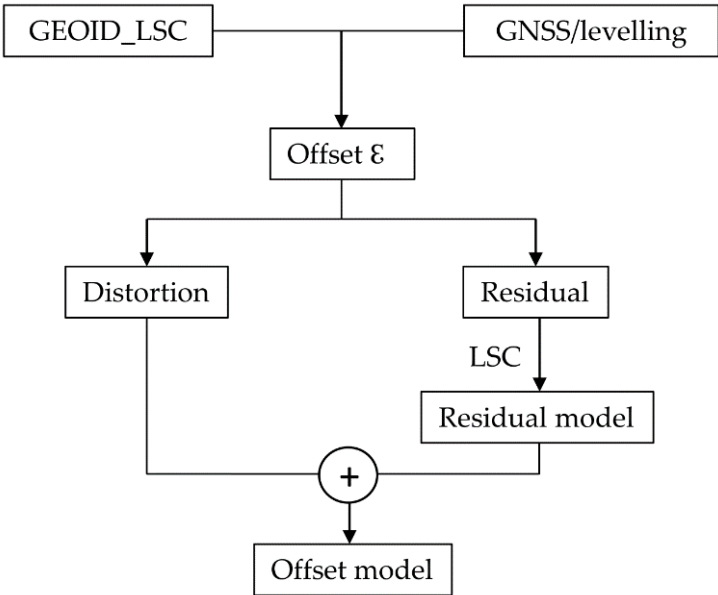 GEOID_LSC
GNSS/levelling
Offset Ɛ
Distortion
Residual
LSC
Residual model
+
Offset model